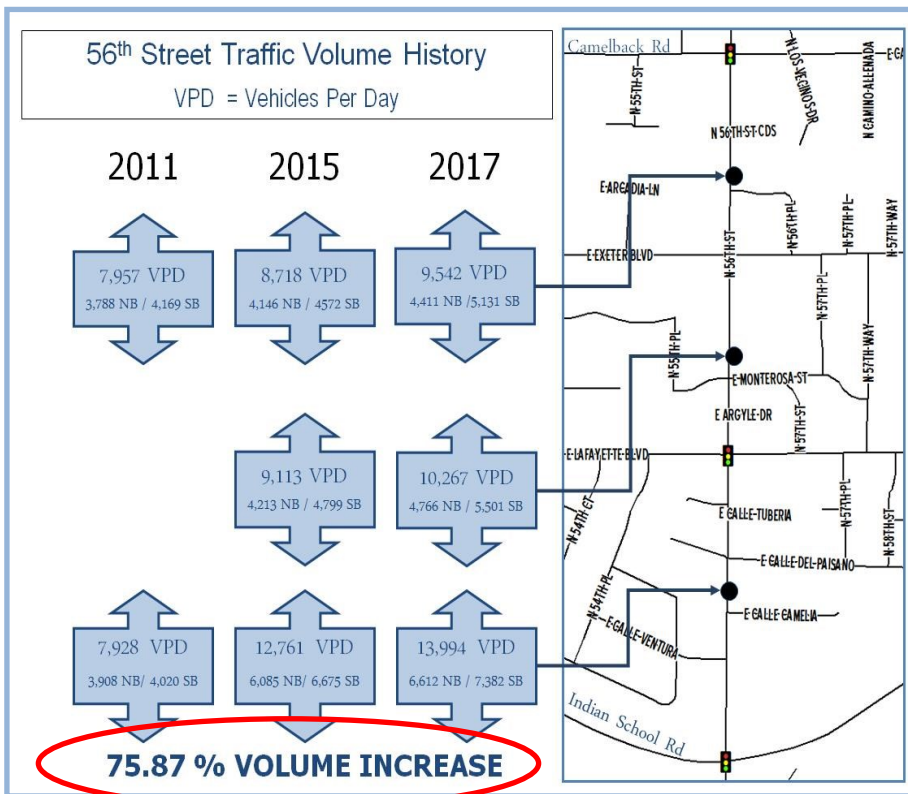 56th Street Traffic Volume History
VPD = Vehicles Per Day
2011
2015
2017
7,957 VPD
3,788 NB / 4,169 SB
8,718 VPD
4,146 NB / 4572 SB
9,542 VPD
4,411 NB /5,131 SB
9,113 VPD
4,213 NB / 4,799 SB
10,267 VPD
4,766 NB / 5,501 SB
7,928 VPD
3,908 NB/ 4,020 SB
12,761 VPD
6,085 NB/ 6,675 SB
13,994 VPD
6,612 NB / 7,382 SB
75.87 % VOLUME INCREASE
Camelback Rd
N-55TH-ST
N-LOS-VECINOS-DR
N CAMINO-ALLENADA
E-CA
N 56TH-ST-CDS
E-ARCADIA-LN
N-56TH-ST
N-56TH-PL
N-57TH-PL
N-57TH-WAY
E-EXETER-BLVD
N-57TH-PL
N-55TH-PL
N-57TH-WAY
E-MONTEROSA-ST
E ARGYLE-DR
N-57TH-ST
E-LAFAYETTE-BLVD
N-54TH-CT
E CALLE-TUBERIA
N-57TH-PL
N-58TH-ST
E-CALLE-DEL-PAISANO
N-54TH-PL
E-CALLE-CAMELIA
E-CALLE-VENTURA
Indian School Rd